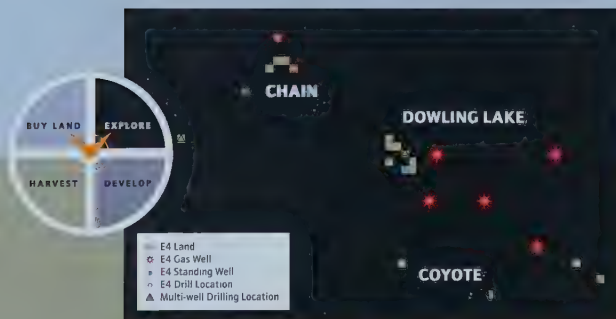 CHAIN
DOWLING LAKE
BUY LAND
EXPLORE
HARVEST
DEVELOP
COYOTE
E4 Land
E4 Gas Well
E4 Standing Well
E4 Drill Location
Multi-well Drilling Location